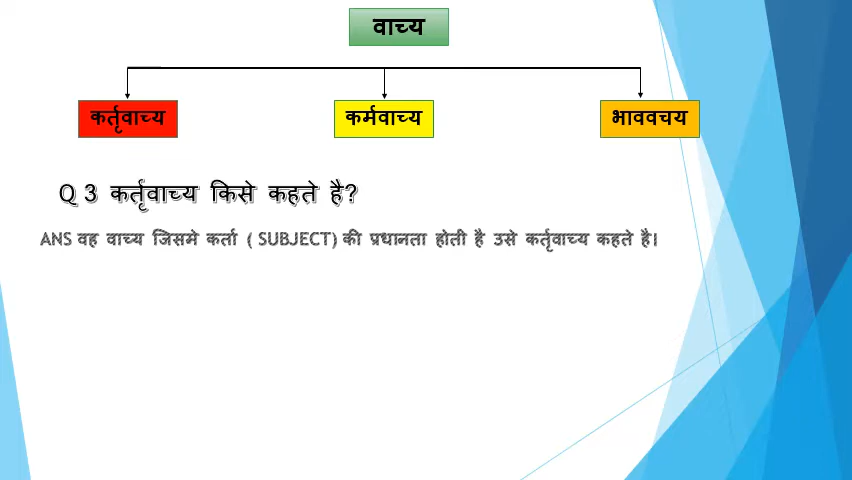 वाच्य
कर्तृवाच्य कर्मवाच्य भाववचय
Q 3 कर्तृवाच्य किसे कहते है?
ANS वह वाच्य जिसमे कर्ता ( SUBJECT) की प्रधानता होती है उसे कर्तृवाच्य कहते है।